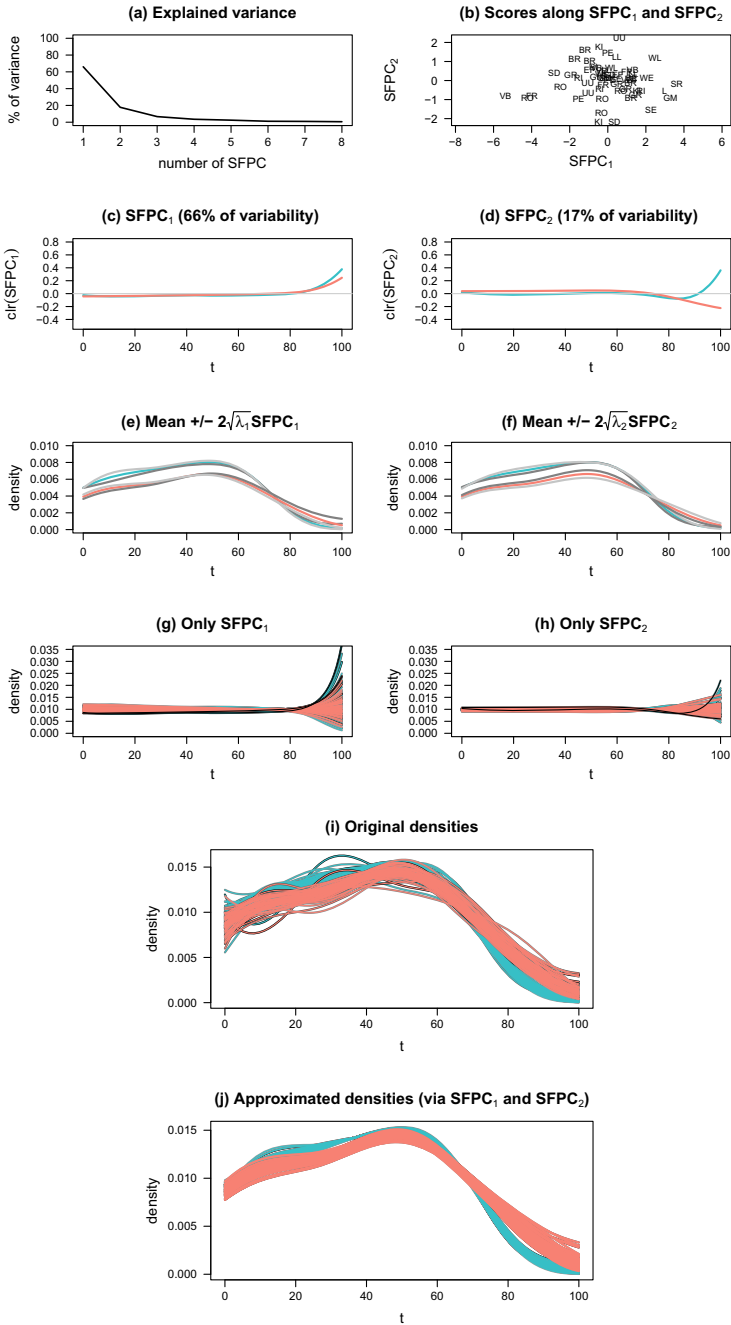 (a) Explained variance
% of variance
100
80
60
40
20
0
1 2 3 4 5 6 7 8
number of SFPC
(b) Scores along SFPC₁ and SFPC₂
SFPC₂
2
1
0
−1
−2
−8 −6 −4 −2 0 2 4 6
SFPC₁
UU
KI
BR
PE
LL
WL
BR
BR
SD
GR
RI
WE
UU
RO
SR
L
VB
RO
PE
GM
SE
RO
RO
KI
SD
(c) SFPC₁ (66% of variability)
clr(SFPC₁)
0.8
0.6
0.4
0.2
0.0
−0.2
−0.4
0 20 40 60 80 100
t
(d) SFPC₂ (17% of variability)
clr(SFPC₂)
0.8
0.6
0.4
0.2
0.0
−0.2
−0.4
0 20 40 60 80 100
t
(e) Mean +/− 2√λ₁SFPC₁
density
0.010
0.008
0.006
0.004
0.002
0.000
0 20 40 60 80 100
t
(f) Mean +/− 2√λ₂SFPC₂
density
0.010
0.008
0.006
0.004
0.002
0.000
0 20 40 60 80 100
t
(g) Only SFPC₁
density
0.035
0.030
0.025
0.020
0.015
0.010
0.005
0.000
0 20 40 60 80 100
t
(h) Only SFPC₂
density
0.035
0.030
0.025
0.020
0.015
0.010
0.005
0.000
0 20 40 60 80 100
t
(i) Original densities
density
0.015
0.010
0.005
0.000
0 20 40 60 80 100
t
(j) Approximated densities (via SFPC₁ and SFPC₂)
density
0.015
0.010
0.005
0.000
0 20 40 60 80 100
t